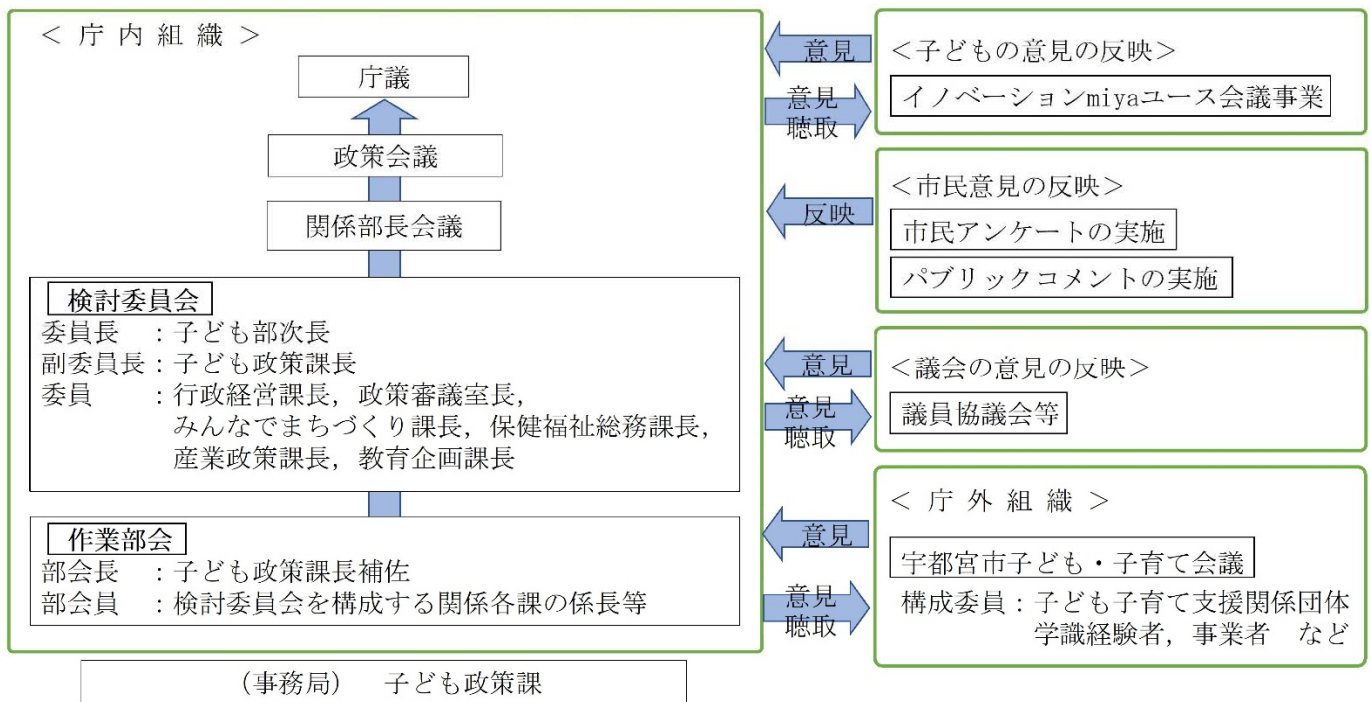 ＜ 庁 内 組 織 ＞
庁議
政策会議
関係部長会議
検討委員会
委員長　：子ども部次長
副委員長：子ども政策課長
委員　　：行政経営課長，政策審議室長，
みんなでまちづくり課長，保健福祉総務課長，
産業政策課長，教育企画課長
作業部会
部会長　：子ども政策課長補佐
部会員　：検討委員会を構成する関係各課の係長等
（事務局）　子ども政策課
意見
意見
聴取
＜子どもの意見の反映＞
イノベーションmiyaユース会議事業
反映
＜市民意見の反映＞
市民アンケートの実施
パブリックコメントの実施
意見
意見
聴取
＜議会の意見の反映＞
議員協議会等
意見
意見
聴取
＜ 庁 外 組 織 ＞
宇都宮市子ども・子育て会議
構成委員：子ども子育て支援関係団体
学識経験者，事業者　など